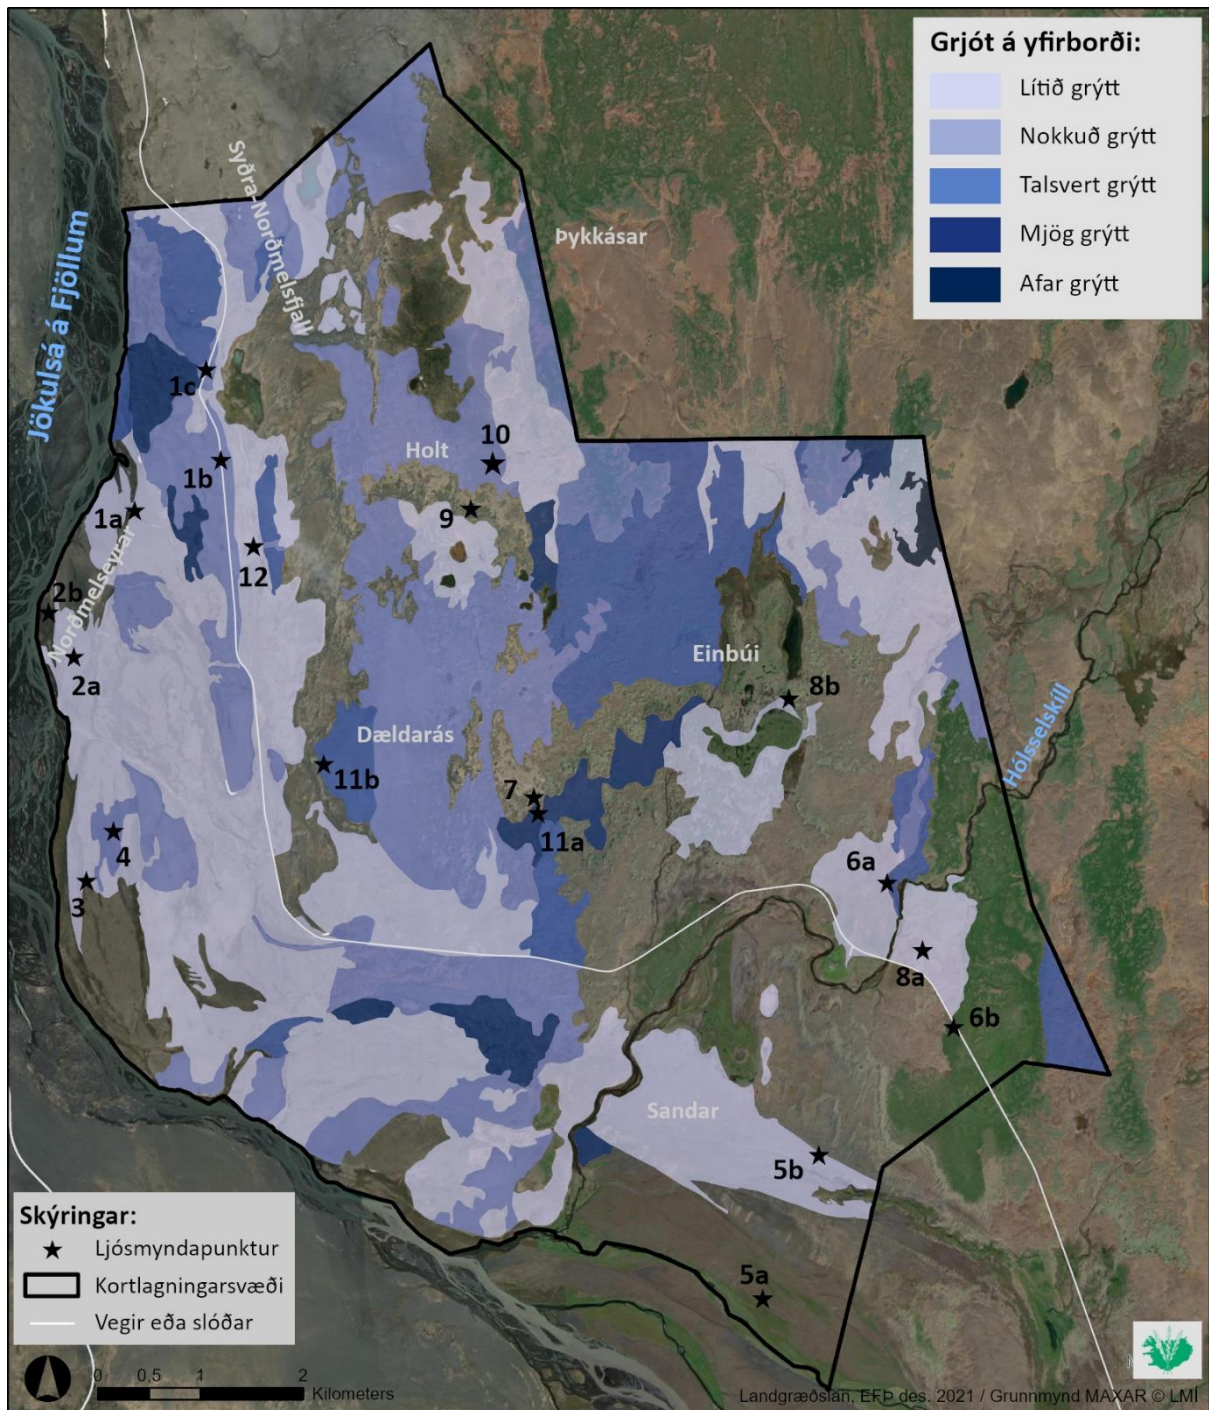 Grjót á yfirborði:
Lítið grýtt
Nokkuð grýtt
Talsvert grýtt
Mjög grýtt
Afar grýtt
Syðra-Norðmelsfjall
Þykkásar
Jökulsá á Fjöllum
1c
Holt
10
1b
9
1a
12
2b
Norðmelseyrar
2a
Einbúi
8b
Hólsselskíll
Dældarás
11b
7
11a
4
6a
3
8a
6b
Sandar
5b
5a
Skýringar:
Ljósmyndapunktur
Kortlagningarsvæði
Vegir eða slóðar
0 0,5 1 2
Kilometers
Landgræðslan, EFÞ des. 2021 / Grunnmynd MAXAR © LMÍ